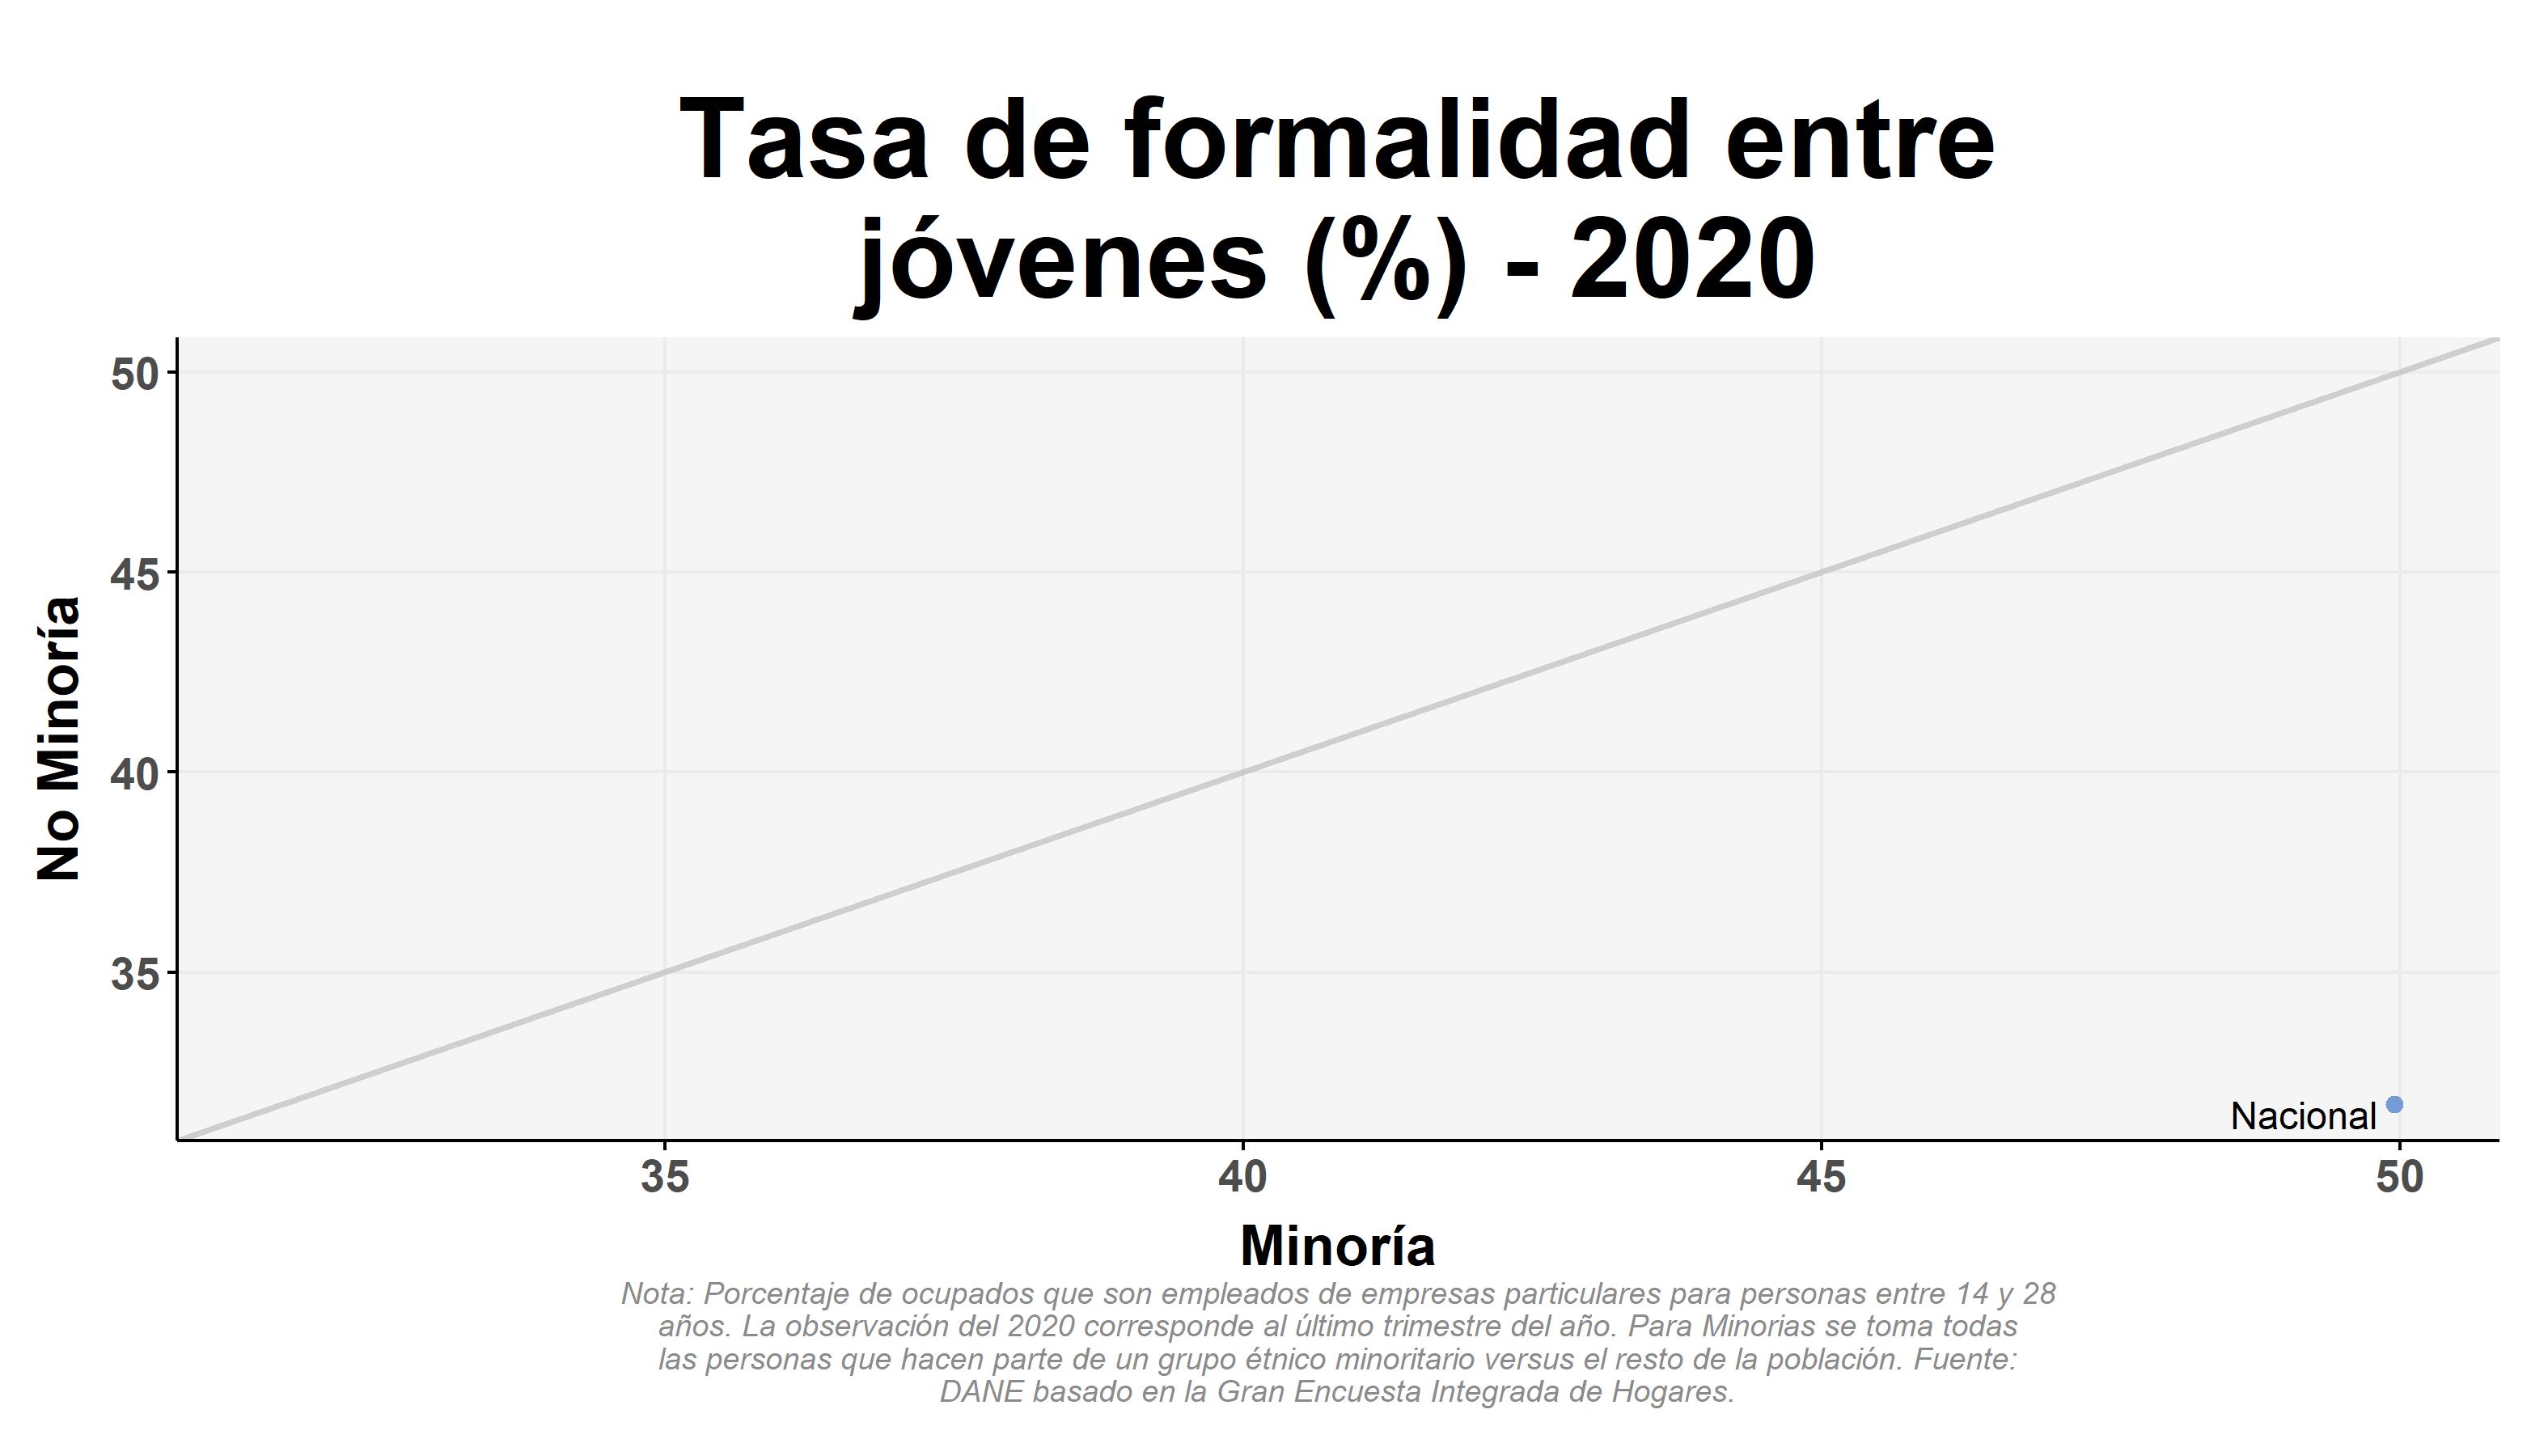 Tasa de formalidad entre
jóvenes (%) - 2020
50
45
40
35
No Minoría
Nacional
35
40
45
50
Minoría
Nota: Porcentaje de ocupados que son empleados de empresas particulares para personas entre 14 y 28
años. La observación del 2020 corresponde al último trimestre del año. Para Minorias se toma todas
las personas que hacen parte de un grupo étnico minoritario versus el resto de la población. Fuente:
DANE basado en la Gran Encuesta Integrada de Hogares.